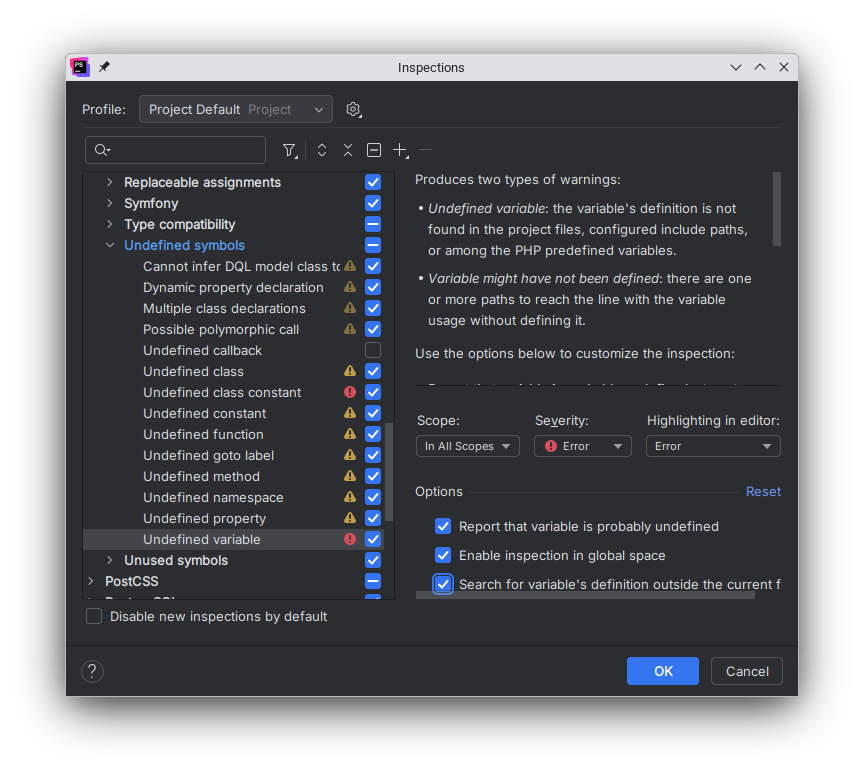 PS
Inspections
Profile:
Project Default Project
Replaceable assignments
Symfony
Type compatibility
Undefined symbols
Cannot infer DQL model class to
Dynamic property declaration
Multiple class declarations
Possible polymorphic call
Undefined callback
Undefined class
Undefined class constant
Undefined constant
Undefined function
Undefined goto label
Undefined method
Undefined namespace
Undefined property
Undefined variable
Unused symbols
PostCSS
Disable new inspections by default
Produces two types of warnings:
• Undefined variable: the variable's definition is not
found in the project files, configured include paths,
or among the PHP predefined variables.
• Variable might have not been defined: there are one
or more paths to reach the line with the variable
usage without defining it.
Use the options below to customize the inspection:
Scope:
Severity:
Highlighting in editor:
In All Scopes
Error
Error
Options
Reset
Report that variable is probably undefined
Enable inspection in global space
Search for variable's definition outside the current f
?
OK
Cancel